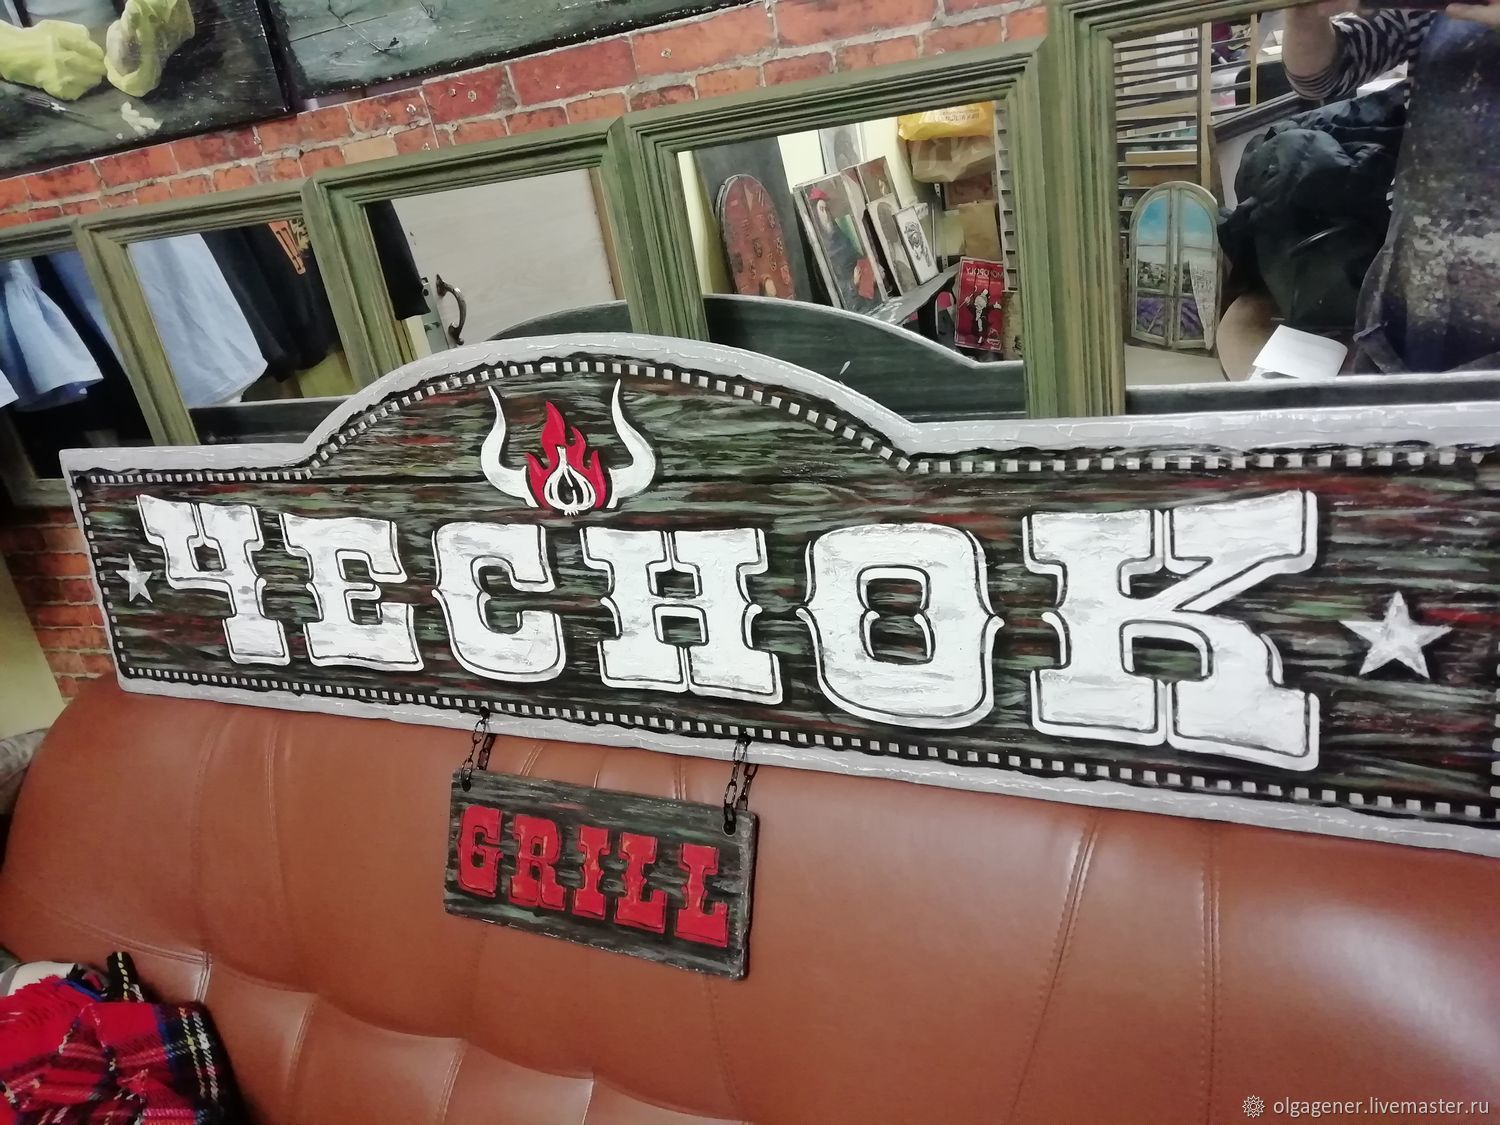 ЧЕСНОК
GRILL
olgagener.livemaster.ru